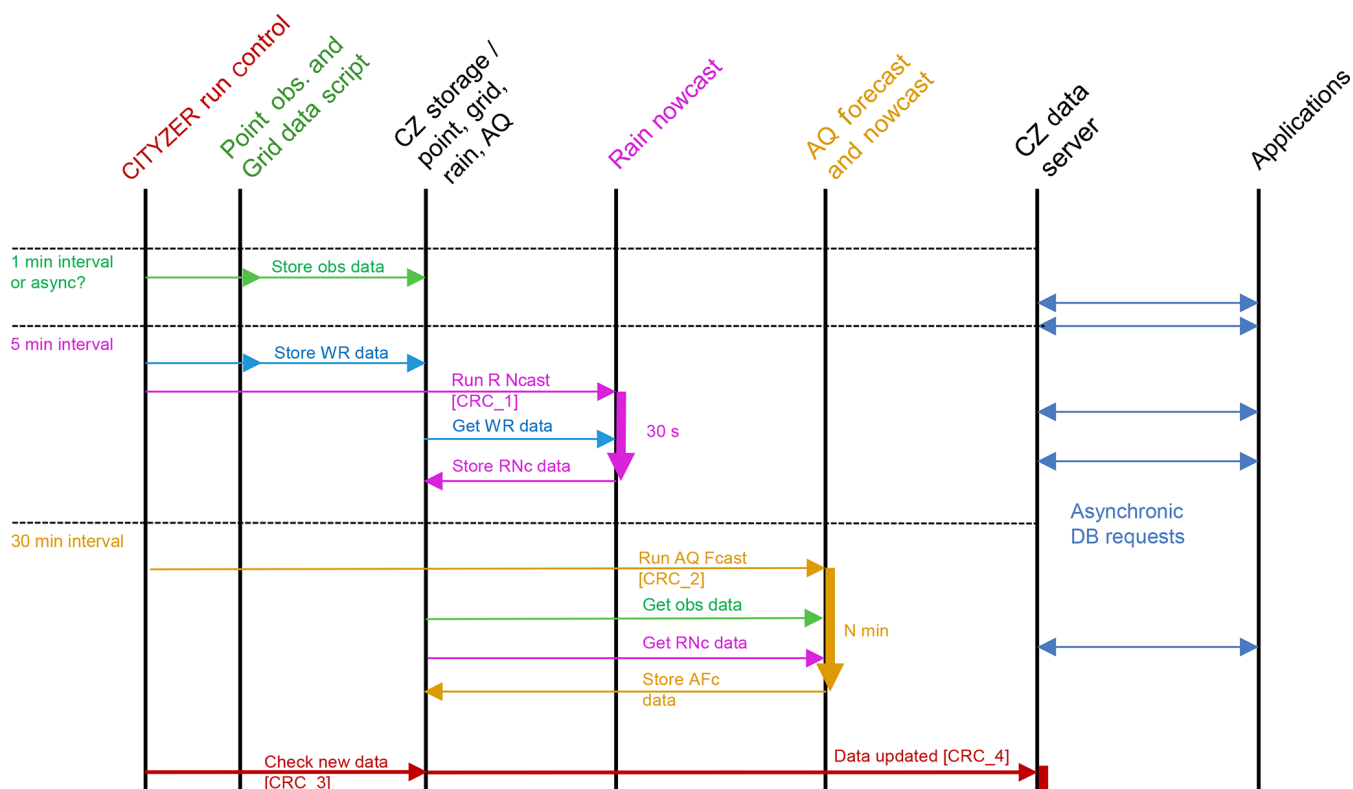 CITYZER run control
Point obs. and
Grid data script
CZ storage /
point, grid,
rain, AQ
Rain nowcast
AQ forecast
and nowcast
CZ data
server
Applications
1 min interval
or async?
Store obs data
5 min interval
Store WR data
Run R Ncast
[CRC_1]
Get WR data
30 s
Store RNc data
Asynchronic
DB requests
30 min interval
Run AQ Fcast
[CRC_2]
Get obs data
N min
Get RNc data
Store AFc
data
Data updated [CRC_4]
Check new data
[CRC_3]